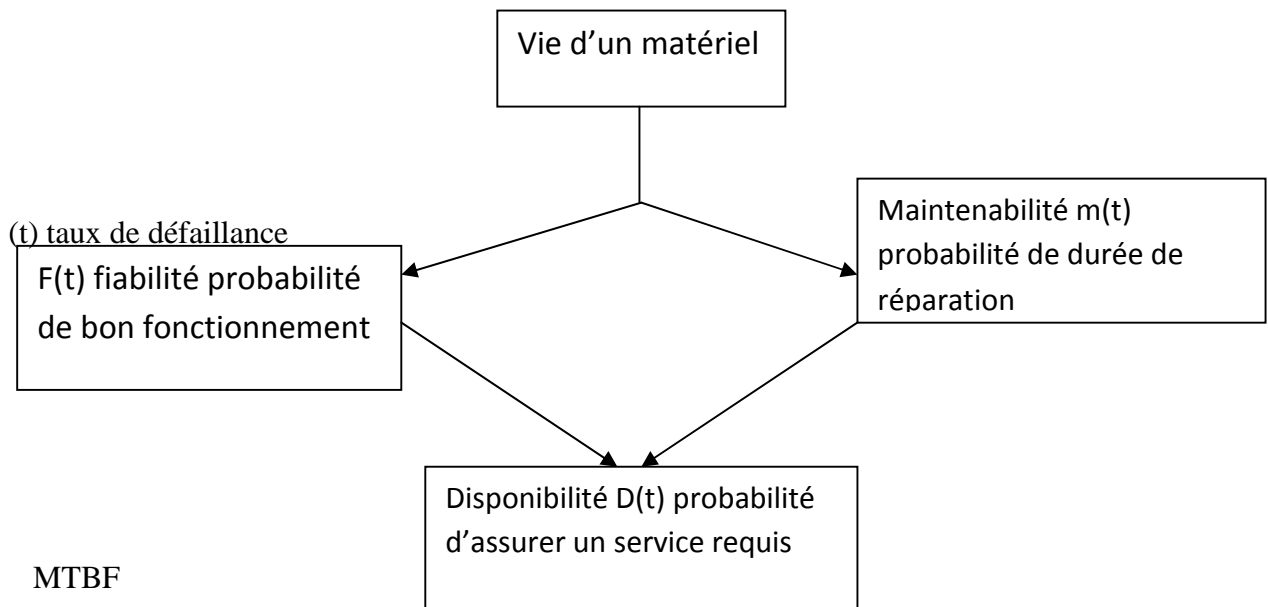 Vie d’un matériel
(t) taux de défaillance
F(t) fiabilité probabilité
de bon fonctionnement
Maintenabilité m(t)
probabilité de durée de
réparation
Disponibilité D(t) probabilité
d’assurer un service requis
MTBF